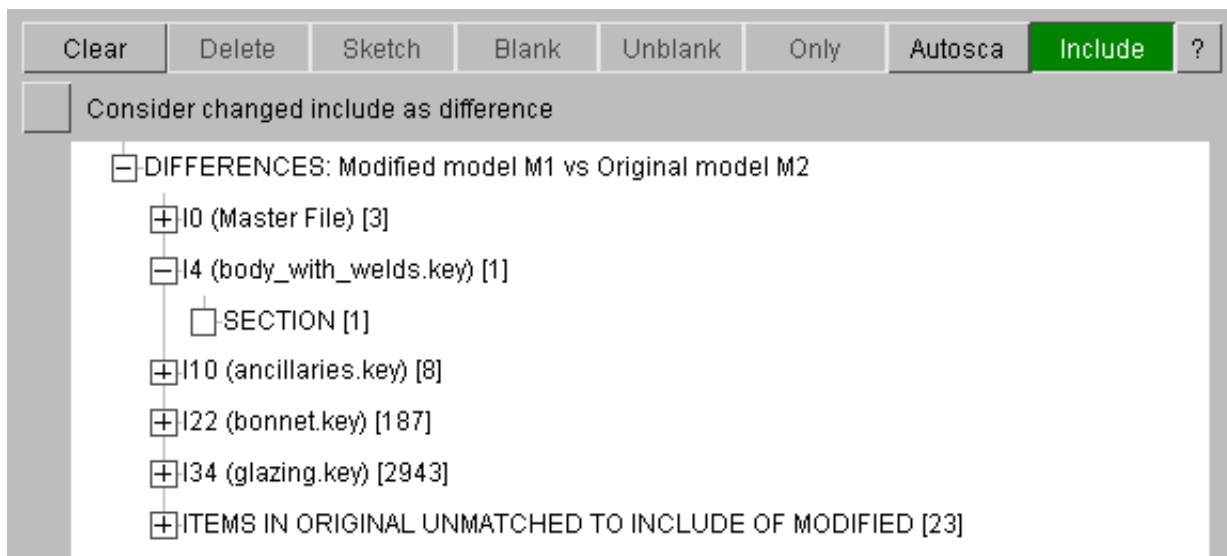 Clear Delete Sketch Blank Unblank Only Autosca Include ?
Consider changed include as difference
DIFFERENCES: Modified model M1 vs Original model M2
I0 (Master File) [3]
I4 (body_with_welds.key) [1]
SECTION [1]
I10 (ancillaries.key) [8]
I22 (bonnet.key) [187]
I34 (glazing.key) [2943]
ITEMS IN ORIGINAL UNMATCHED TO INCLUDE OF MODIFIED [23]